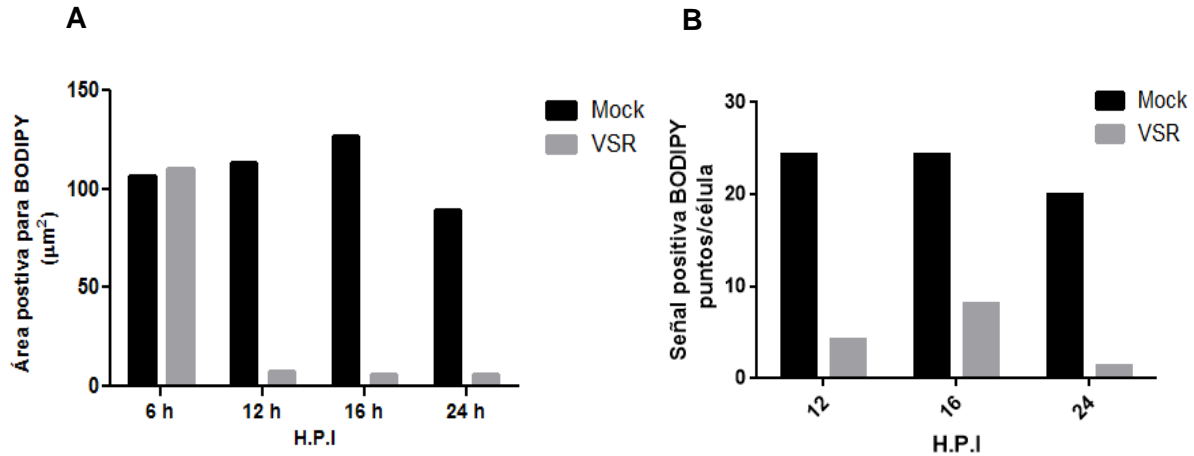 A
Área postiva para BODIPY
(µm²)
150
100
50
0
6 h
12 h
16 h
24 h
H.P.I
Mock
VSR
B
Señal positiva BODIPY
puntos/célula
30
20
10
0
12
16
24
H.P.I
Mock
VSR